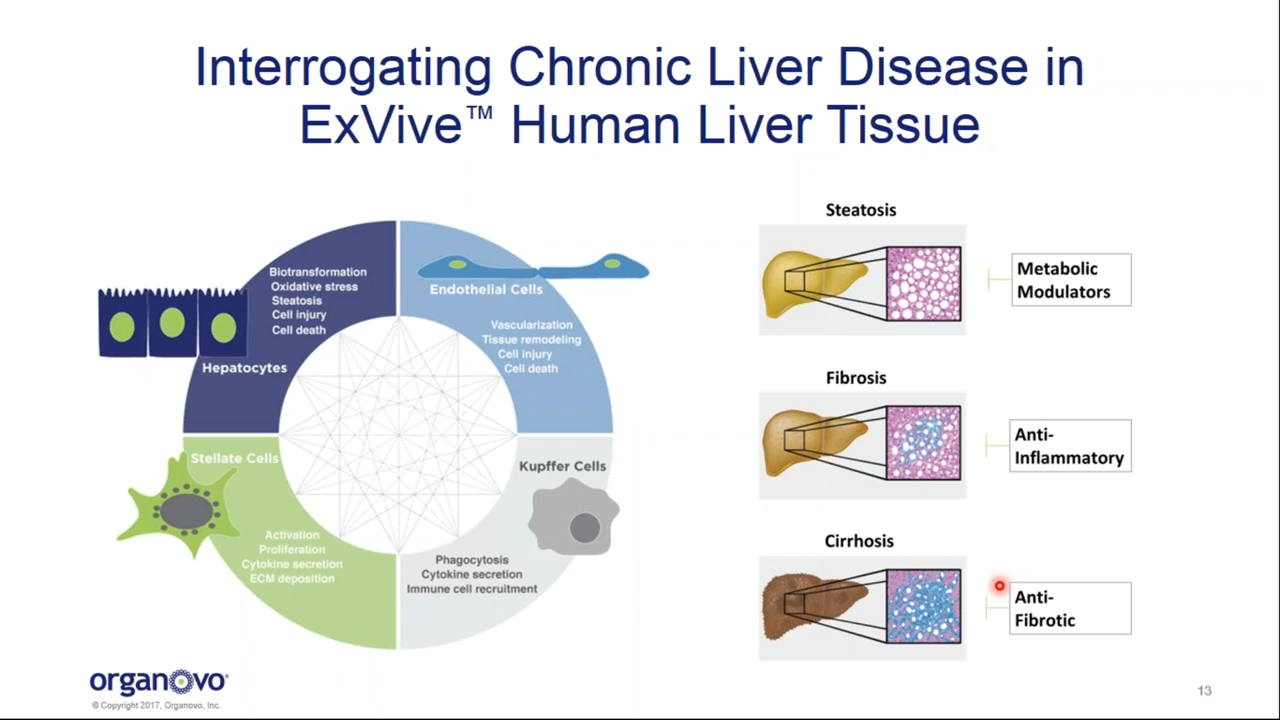 Interrogating Chronic Liver Disease in
ExVive™ Human Liver Tissue
Biotransformation
Oxidative stress
Steatosis
Cell injury
Cell death
Hepatocytes
Endothelial Cells
Vascularization
Tissue remodeling
Cell injury
Cell death
Stellate Cells
Activation
Proliferation
Cytokine secretion
ECM deposition
Kupffer Cells
Phagocytosis
Cytokine secretion
Immune cell recruitment
Steatosis
Metabolic
Modulators
Fibrosis
Anti-
Inflammatory
Cirrhosis
Anti-
Fibrotic
organovo
© Copyright 2017, Organovo, Inc.
13